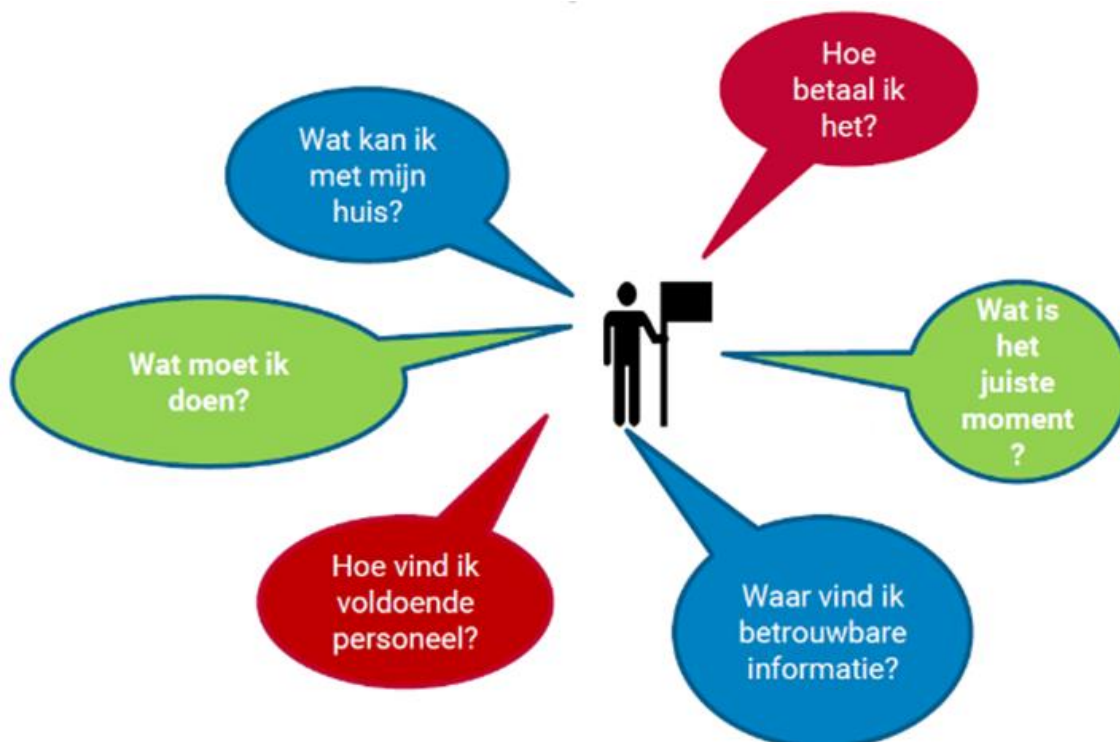 Hoe
betaal ik
het?
Wat kan ik
met mijn
huis?
Wat moet ik
doen?
Wat is
het
juiste
moment
?
Hoe vind ik
voldoende
personeel?
Waar vind ik
betrouwbare
informatie?